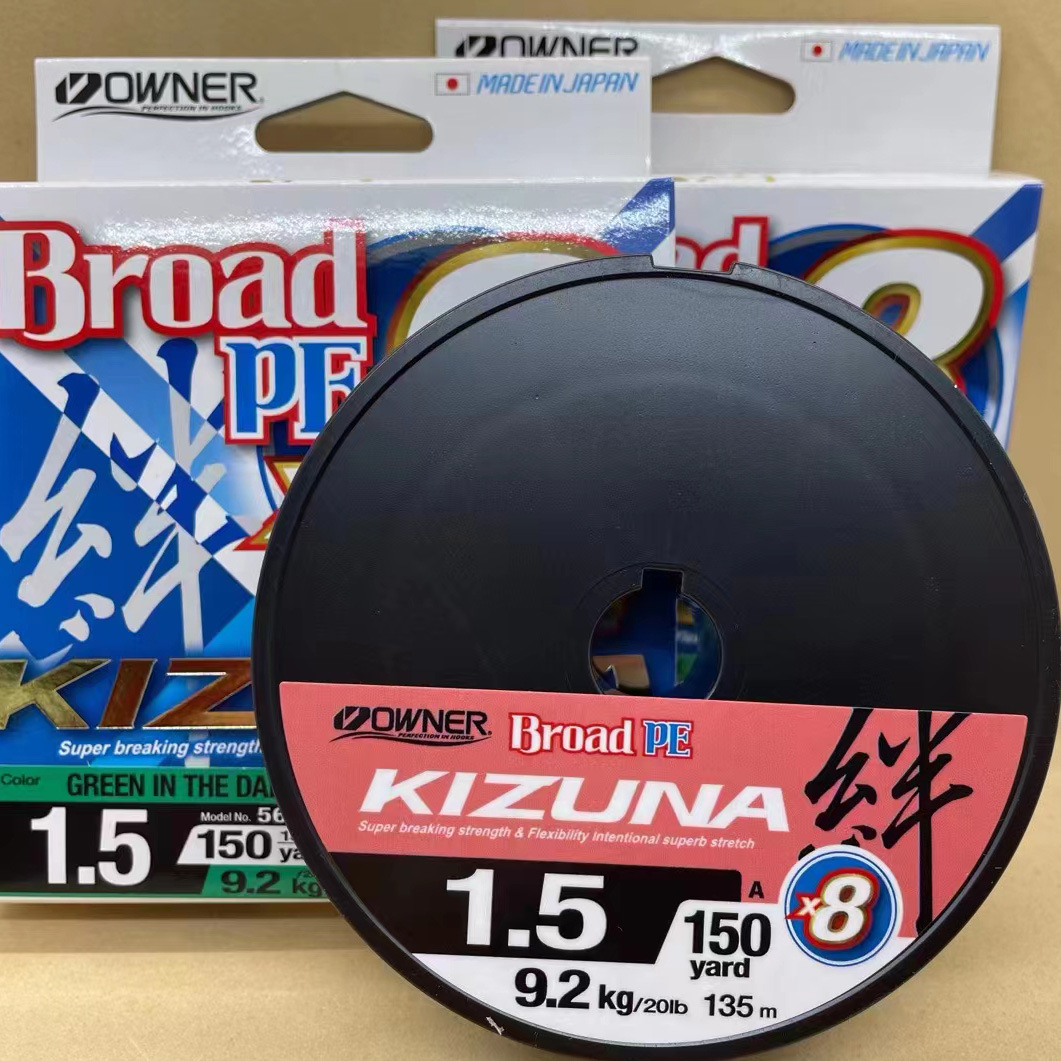 OWNER
PERFECTION IN HOOKS
MADE IN JAPAN
OWNER
MADE IN JAPAN
Broad
PE
絆
Super breaking strength
Color
GREEN IN THE
1.5
Model No.
150
9.2 kg
8
OWNER
PERFECTION IN HOOKS
Broad PE
KIZUNA
絆
Super breaking strength & Flexibility Intentional superb stretch
1.5
A
150
yard
x8
9.2 kg/20lb 135 m